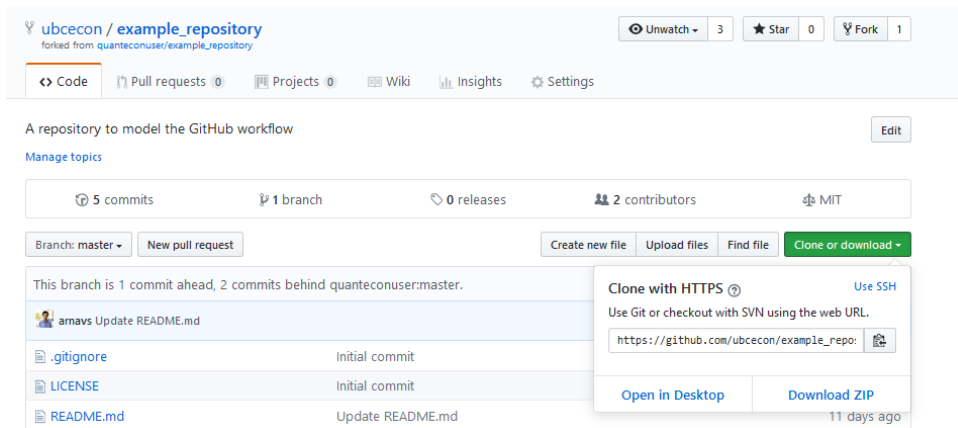 ubcecon / example_repository
forked from quanteconuser/example_repository
Unwatch 3 Star 0 Fork 1
Code Pull requests 0 Projects 0 Wiki Insights Settings
A repository to model the GitHub workflow Edit
Manage topics
5 commits 1 branch 0 releases 2 contributors MIT
Branch: master New pull request Create new file Upload files Find file Clone or download
This branch is 1 commit ahead, 2 commits behind quanteconuser:master.
arnavs Update README.md
.gitignore Initial commit
LICENSE Initial commit
README.md Update README.md 11 days ago
Clone with HTTPS ? Use SSH
Use Git or checkout with SVN using the web URL.
https://github.com/ubcecon/example_repo:
Open in Desktop Download ZIP